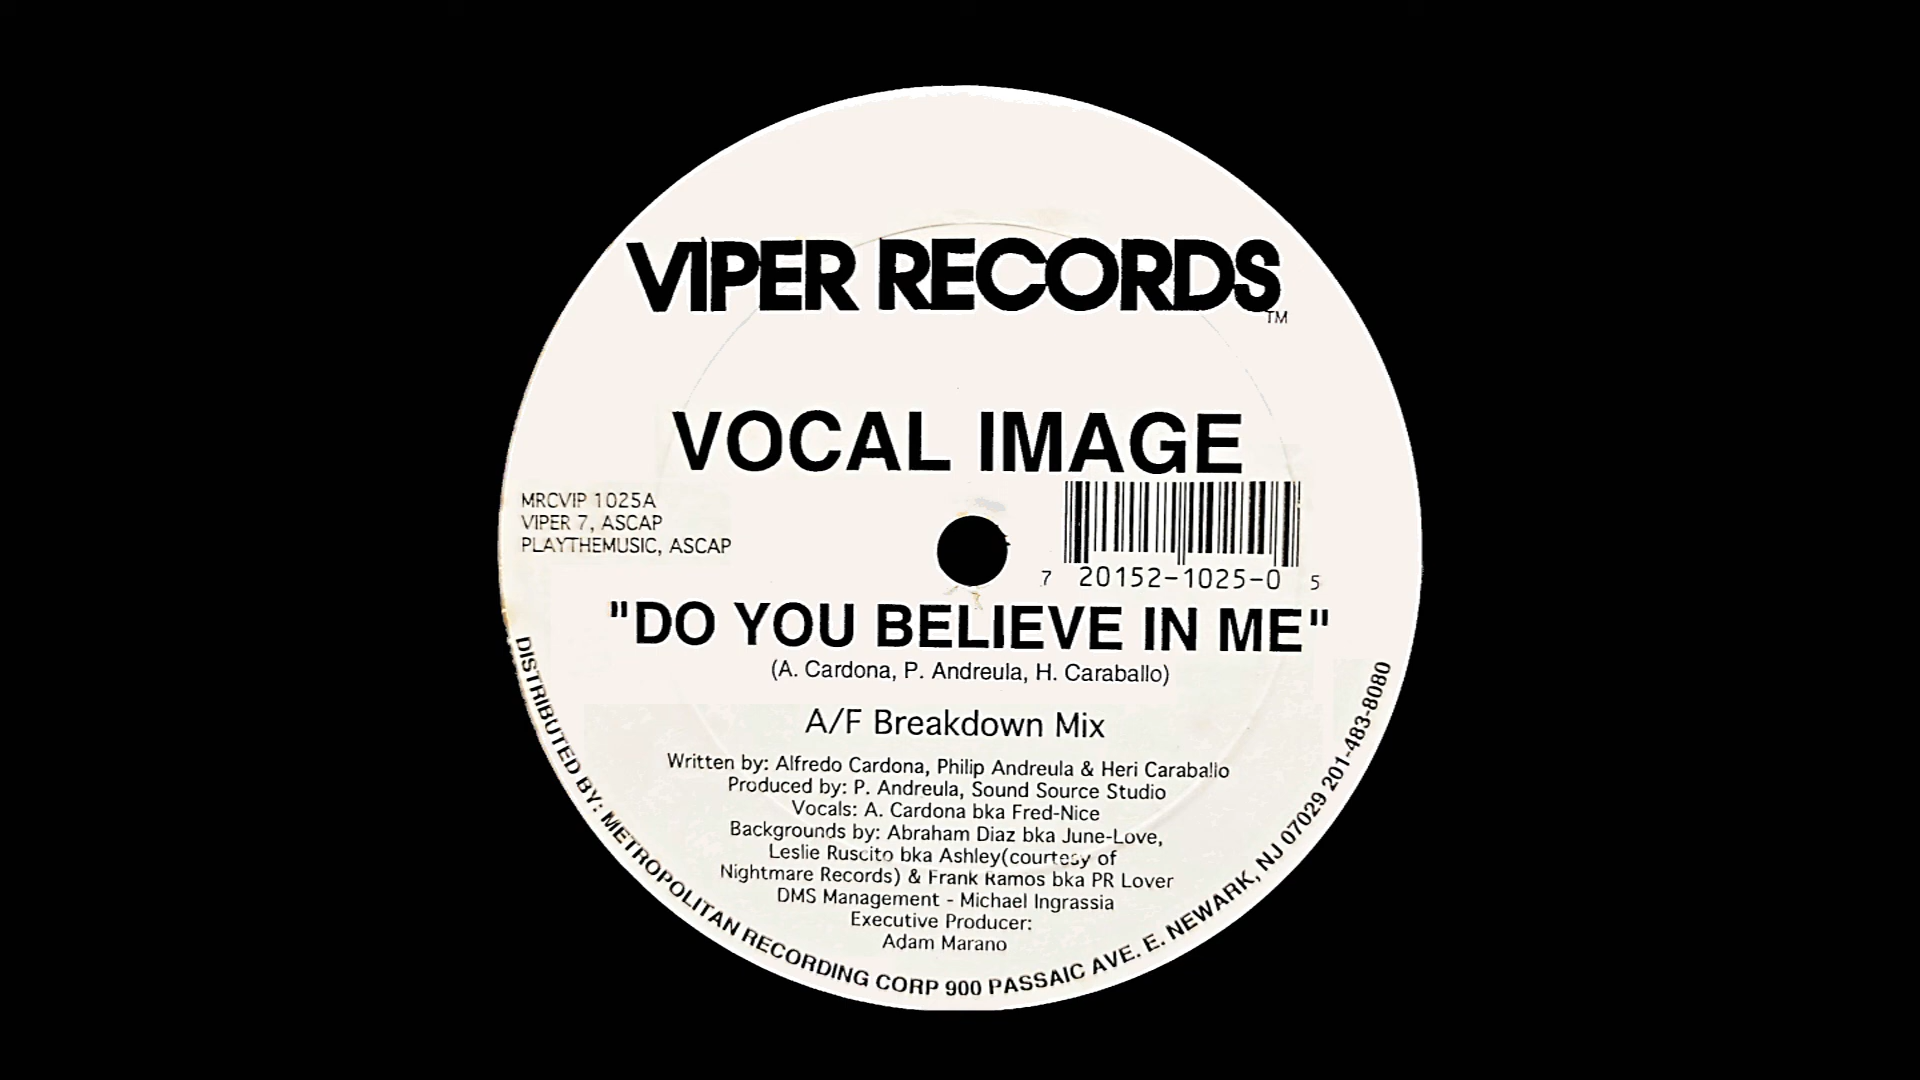 VIPER RECORDS
TM
VOCAL IMAGE
MRCVIP 1025A
VIPER 7, ASCAP
PLAYTHEMUSIC, ASCAP
7 20152-1025-0 5
"DO YOU BELIEVE IN ME"
(A. Cardona, P. Andreula, H. Caraballo)
A/F Breakdown Mix
Written by: Alfredo Cardona, Philip Andreula & Heri Caraballo
Produced by: P. Andreula, Sound Source Studio
Vocals: A. Cardona bka Fred-Nice
Backgrounds by: Abraham Diaz bka June-Love,
Leslie Ruscito bka Ashley(courtesy of
Nightmare Records) & Frank Ramos bka PR Lover
DMS Management - Michael Ingrassia
Executive Producer:
Adam Marano
DISTRIBUTED BY: METROPOLITAN RECORDING CORP 900 PASSAIC AVE. E. NEWARK, NJ 07029 201-483-8080